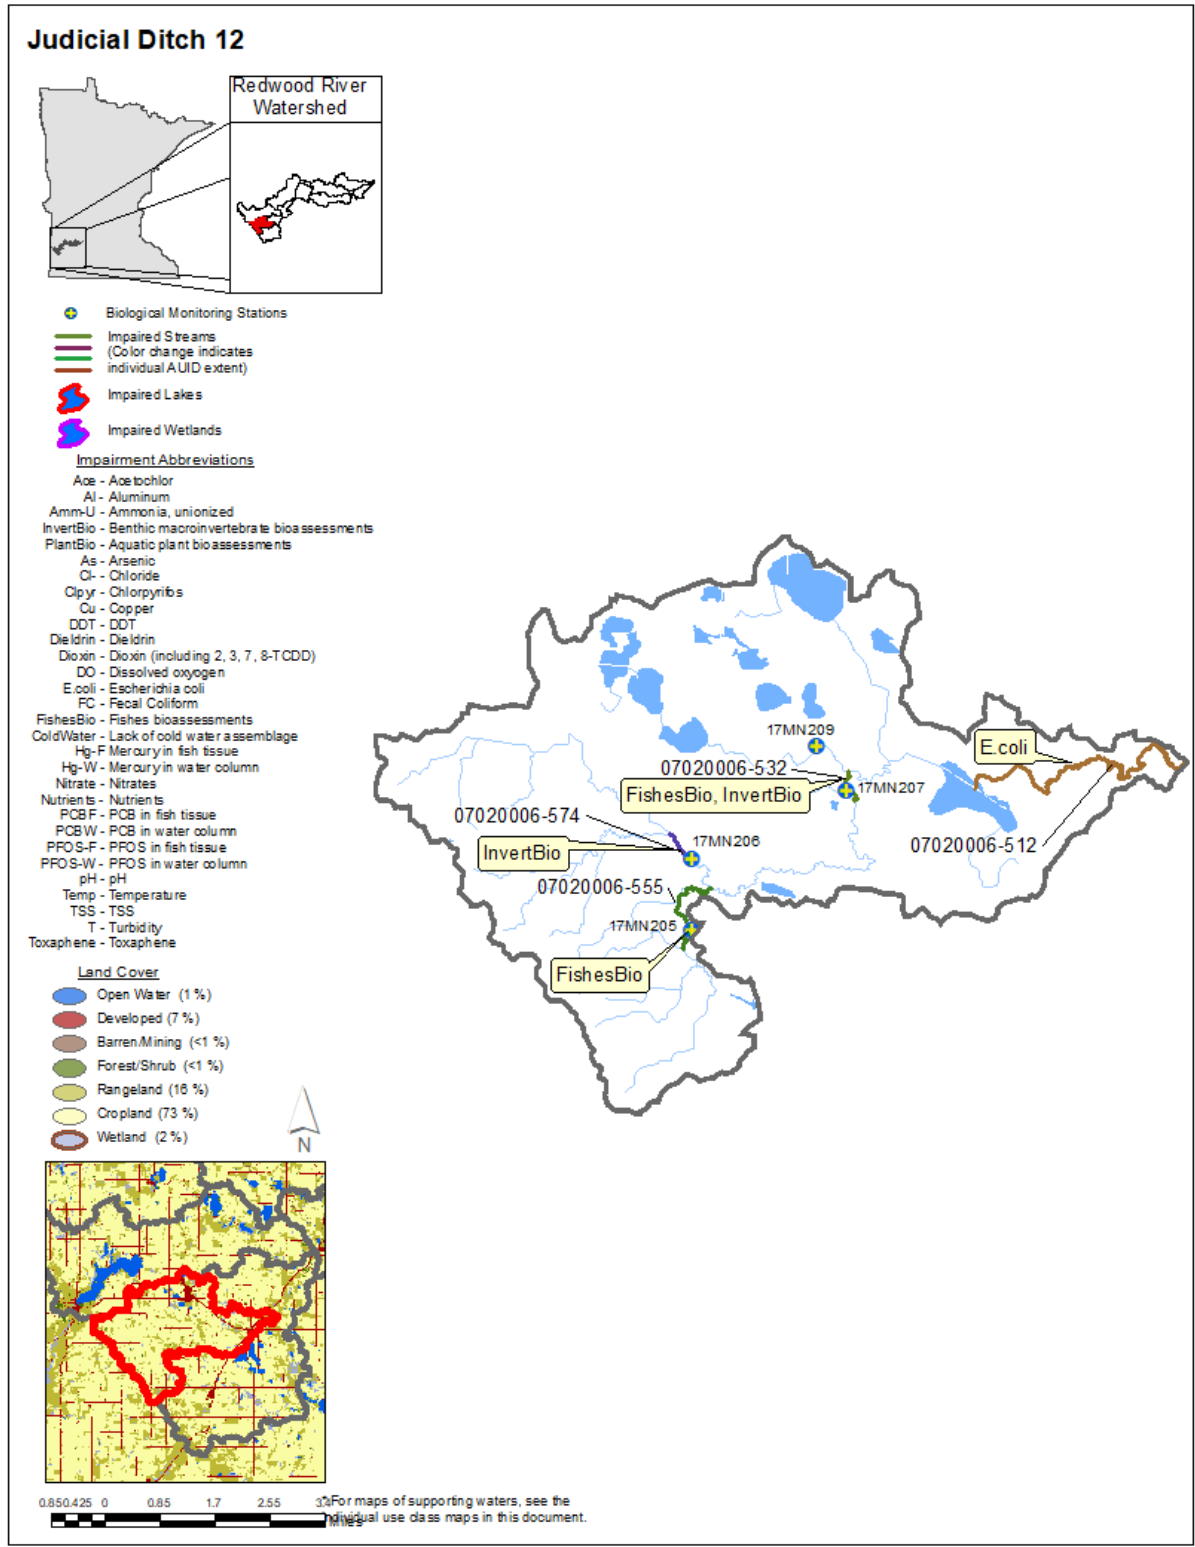 Judicial Ditch 12
Redwood River
Watershed
Biological Monitoring Stations
Impaired Streams
(Color change indicates
individual AUID extent)
Impaired Lakes
Impaired Wetlands
Impairment Abbreviations
Ace - Acetochlor
Al - Aluminum
Amm-U - Ammonia, unionized
InvertBio - Benthic macroinvertebrate bioassessments
PlantBio - Aquatic plant bioassessments
As - Arsenic
Cl- - Chloride
Clpyr - Chlorpyrifos
Cu - Copper
DDT - DDT
Dieldrin - Dieldrin
Dioxin - Dioxin (including 2, 3, 7, 8-TCDD)
DO - Dissolved oxyogen
E.coli - Escherichia coli
FC - Fecal Coliform
FishesBio - Fishes bioassessments
ColdWater - Lack of cold water assemblage
Hg-F Mercury in fish tissue
Hg-W - Mercury in water column
Nitrate - Nitrates
Nutrients - Nutrients
PCBF - PCB in fish tissue
PCBW - PCB in water column
PFOS-F - PFOS in fish tissue
PFOS-W - PFOS in water column
pH - pH
Temp - Temperature
TSS - TSS
T - Turbidity
Toxaphene - Toxaphene
Land Cover
Open Water (1 %)
Developed (7 %)
Barren/Mining (<1 %)
Forest/Shrub (<1 %)
Rangeland (16 %)
Cropland (73 %)
Wetland (2 %)
N
17MN209
E.coli
07020006-532
FishesBio, InvertBio
17MN207
07020006-574
17MN206
07020006-512
InvertBio
07020006-555
17MN205
FishesBio
0.85 0.425 0 0.85 1.7 2.55 3.4
Miles
*For maps of supporting waters, see the
individual use class maps in this document.